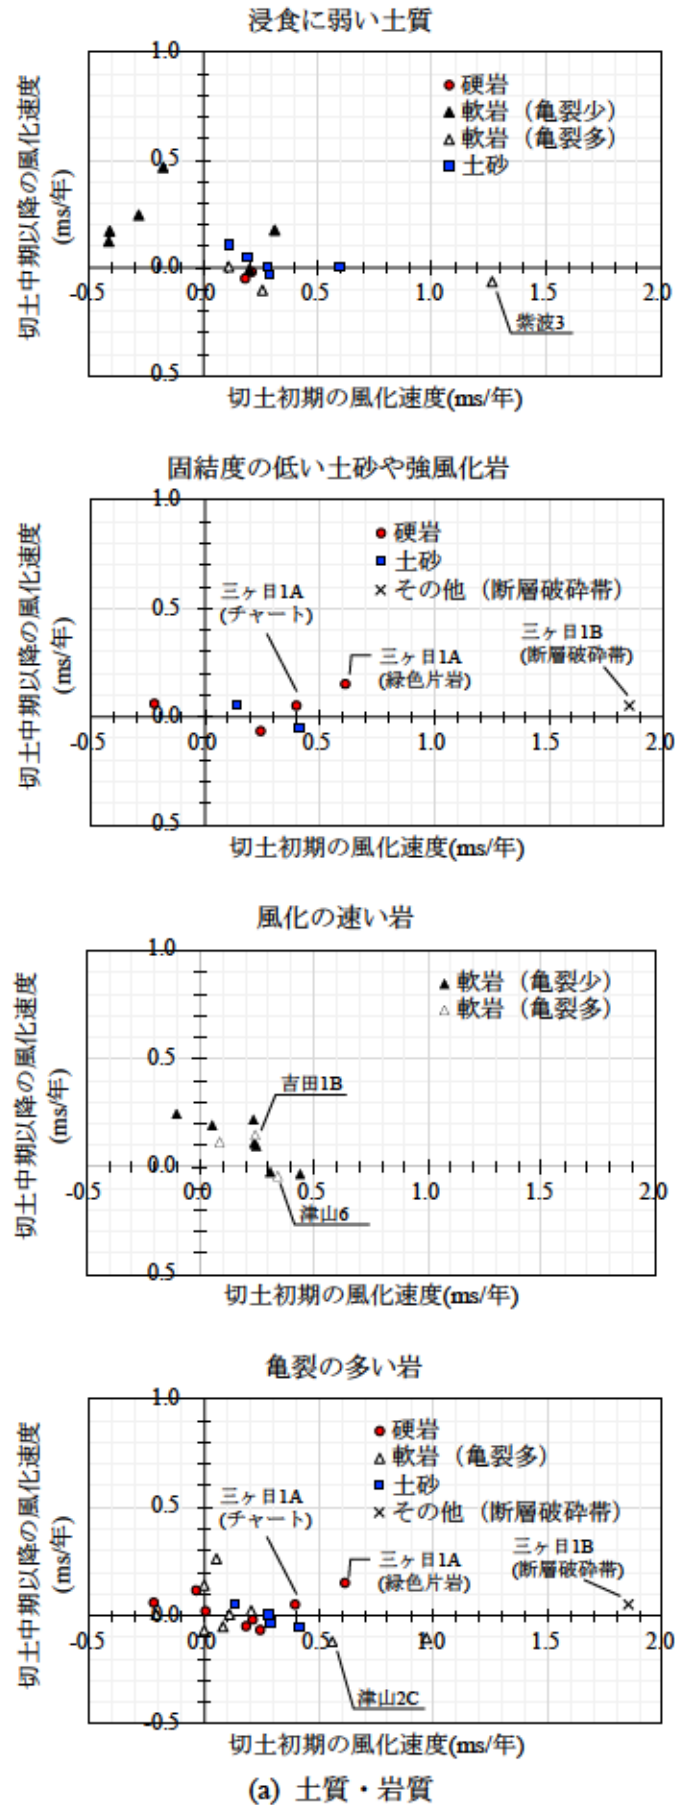 浸食に弱い土質
1.0
硬岩
軟岩（亀裂少）
軟岩（亀裂多）
土砂
0.5
0.0
-0.5 0.0 0.5 1.0 1.5 2.0
紫波3
0.5
切土中期以降の風化速度
(ms/年)
切土初期の風化速度(ms/年)
固結度の低い土砂や強風化岩
1.0
硬岩
土砂
その他（断層破砕帯）
三ヶ日1A
(チャート)
0.5
三ヶ日1A
(緑色片岩)
三ヶ日1B
(断層破砕帯)
0.0
-0.5 0.0 0.5 1.0 1.5 2.0
0.5
切土中期以降の風化速度
(ms/年)
切土初期の風化速度(ms/年)
風化の速い岩
1.0
軟岩（亀裂少）
軟岩（亀裂多）
0.5
吉田1B
0.0
-0.5 0.0 0.5 1.0 1.5 2.0
津山6
0.5
切土中期以降の風化速度
(ms/年)
切土初期の風化速度(ms/年)
亀裂の多い岩
1.0
硬岩
軟岩（亀裂多）
土砂
その他（断層破砕帯）
三ヶ日1A
(チャート)
0.5
三ヶ日1A
(緑色片岩)
三ヶ日1B
(断層破砕帯)
0.0
-0.5 0.0 0.5 1.0 1.5 2.0
津山2C
-0.5
切土中期以降の風化速度
(ms/年)
切土初期の風化速度(ms/年)
(a) 土質・岩質